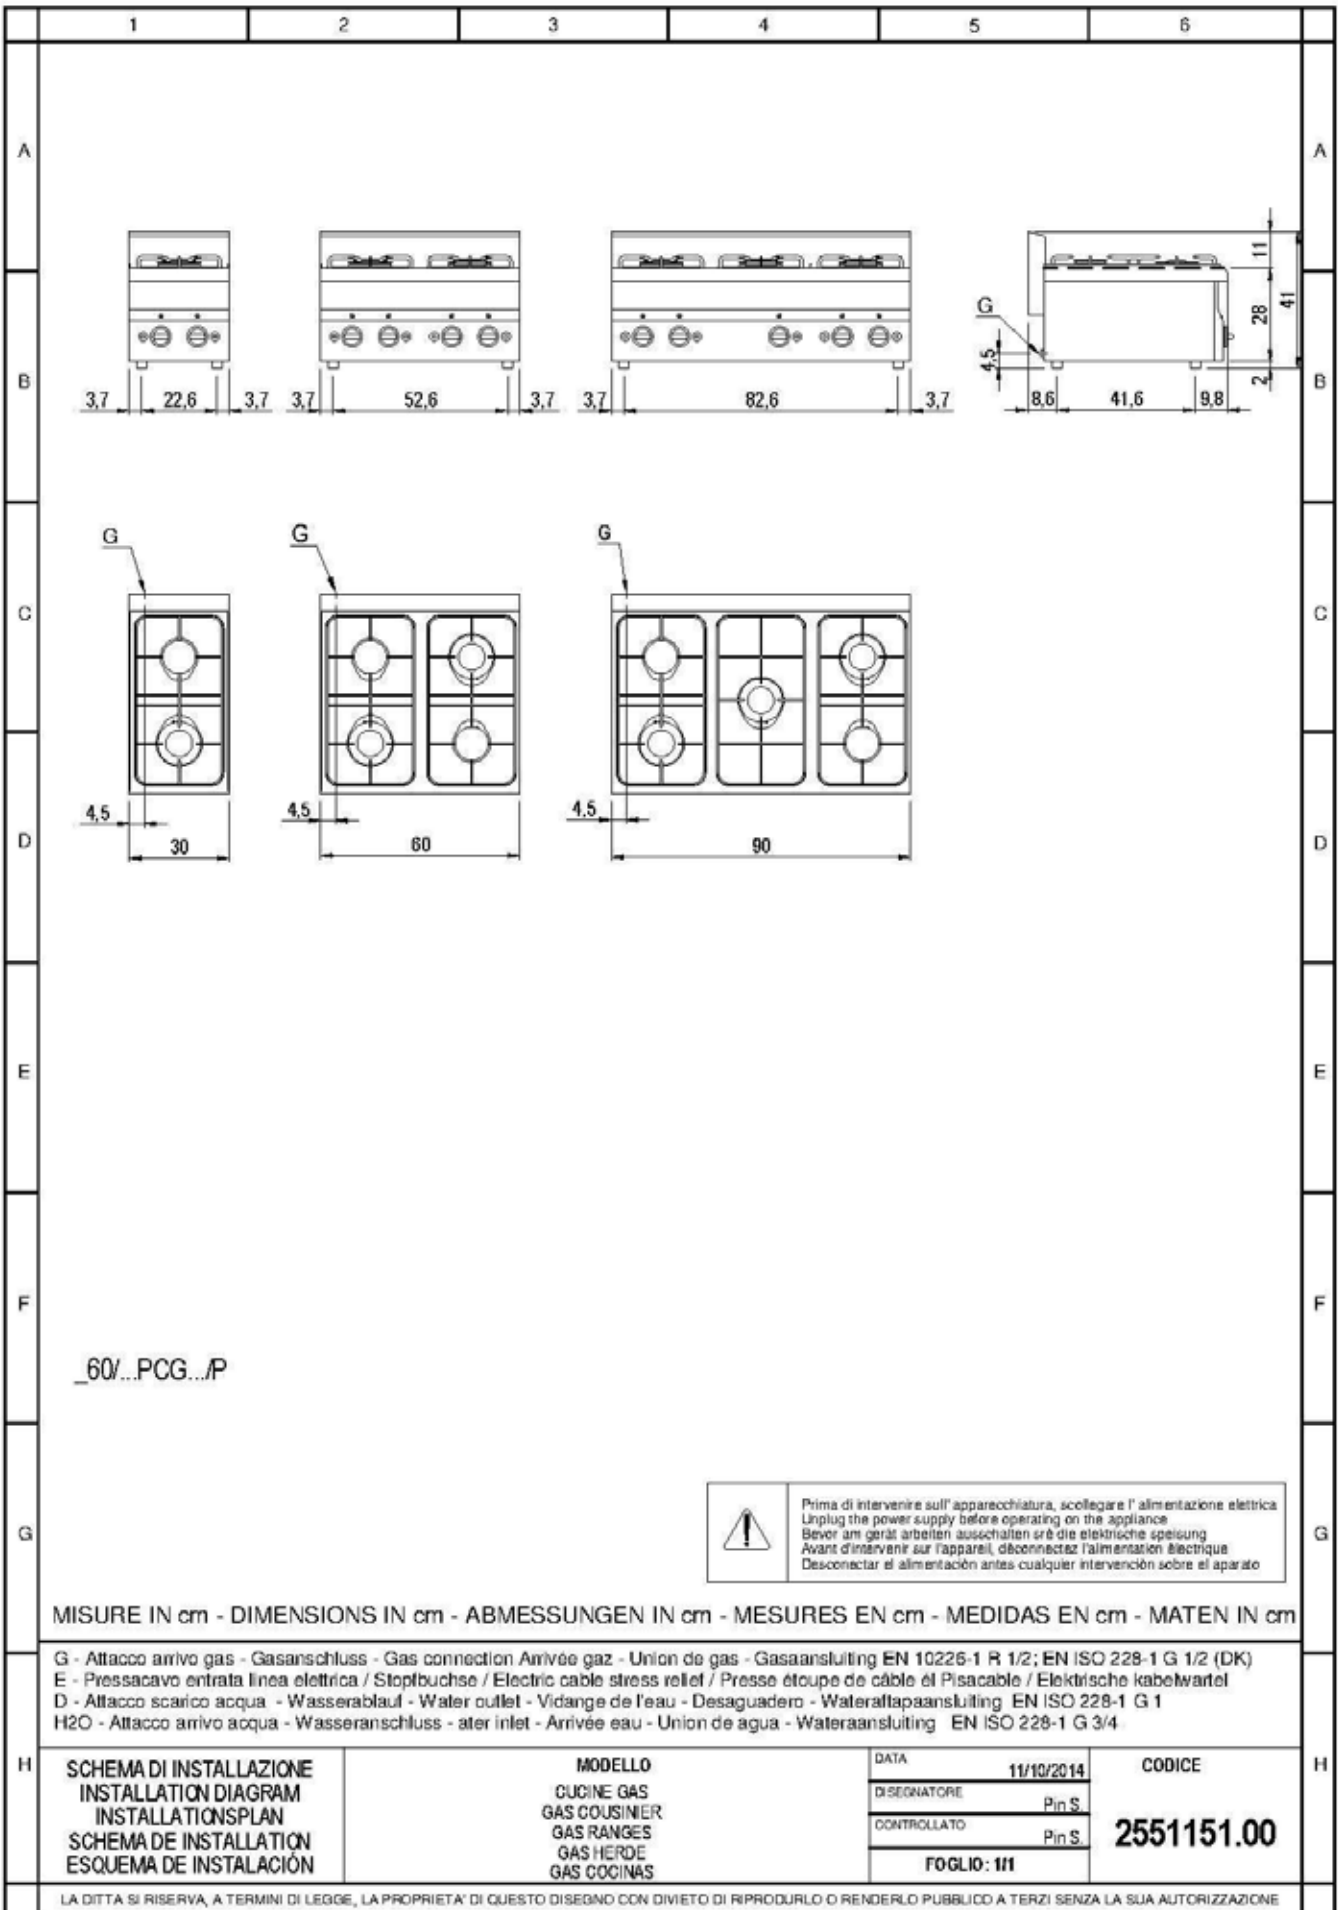 1 2 3 4 5 6
A A
11
28
41
G
4,5
2
B B
3,7 22,6 3,7 3,7 52,6 3,7 3,7 82,6 3,7 8,6 41,6 9,8
G G G
C C
4,5 4,5 4,5
30 60 90
D D
E E
F F
_60/...PCG.../P
Prima di intervenire sull' apparecchiatura, scollegare l' alimentazione elettrica
Unplug the power supply before operating on the appliance
Bevor am gerät arbeiten ausschalten srè die elektrische speisung
Avant d'intervenir sur l'appareil, déconnectez l'alimentation électrique
Desconectar el alimentación antes cualquier intervención sobre el aparato
G G
MISURE IN cm - DIMENSIONS IN cm - ABMESSUNGEN IN cm - MESURES EN cm - MEDIDAS EN cm - MATEN IN cm
G - Attacco arrivo gas - Gasanschluss - Gas connection Arrivée gaz - Union de gas - Gasaansluiting EN 10226-1 R 1/2; EN ISO 228-1 G 1/2 (DK)
E - Pressacavo entrata linea elettrica / Stopfbuchse / Electric cable stress relief / Presse étoupe de câble él Pisacable / Elektrische kabelwartel
D - Attacco scarico acqua - Wasserablauf - Water outlet - Vidange de l'eau - Desaguadero - Wateraftapaansluiting EN ISO 228-1 G 1
H2O - Attacco arrivo acqua - Wasseranschluss - ater inlet - Arrivée eau - Union de agua - Wateraansluiting EN ISO 228-1 G 3/4
H H
SCHEMA DI INSTALLAZIONE
INSTALLATION DIAGRAM
INSTALLATIONSPLAN
SCHEMA DE INSTALLATION
ESQUEMA DE INSTALACIÓN
MODELLO
CUCINE GAS
GAS COUSINIER
GAS RANGES
GAS HERDE
GAS COCINAS
DATA 11/10/2014
DISEGNATORE Pin S.
CONTROLLATO Pin S.
FOGLIO: 1/1
CODICE
2551151.00
LA DITTA SI RISERVA, A TERMINI DI LEGGE, LA PROPRIETA' DI QUESTO DISEGNO CON DIVIETO DI RIPRODURLO O RENDERLO PUBBLICO A TERZI SENZA LA SUA AUTORIZZAZIONE